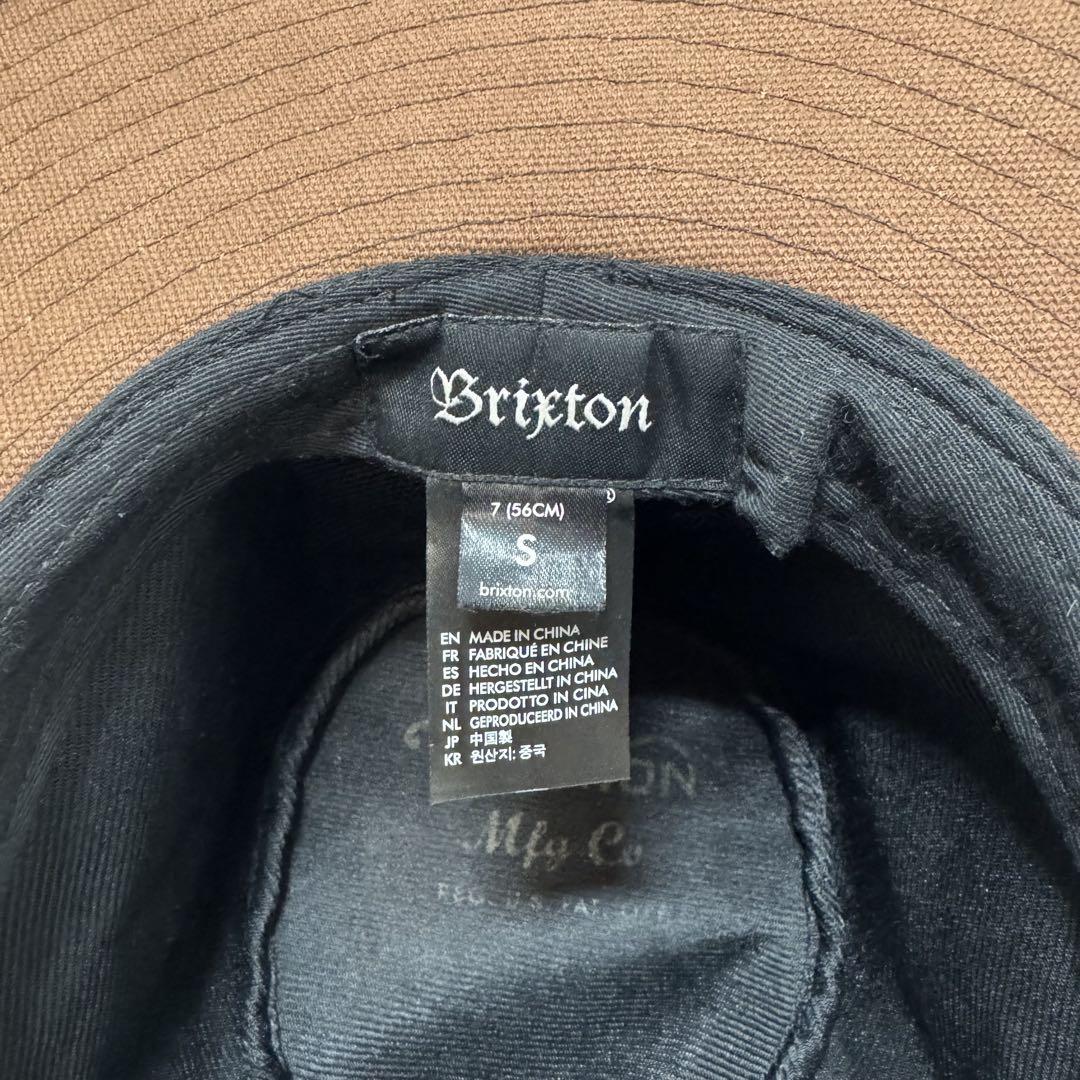 Brixton
®
7 (56CM)
S
brixton.com
EN MADE IN CHINA
FR FABRIQUÉ EN CHINE
ES HECHO EN CHINA
DE HERGESTELLT IN CHINA
IT PRODOTTO IN CINA
NL GEPRODUCEERD IN CHINA
JP 中国製
KR 원산지: 중국
Mfg Co